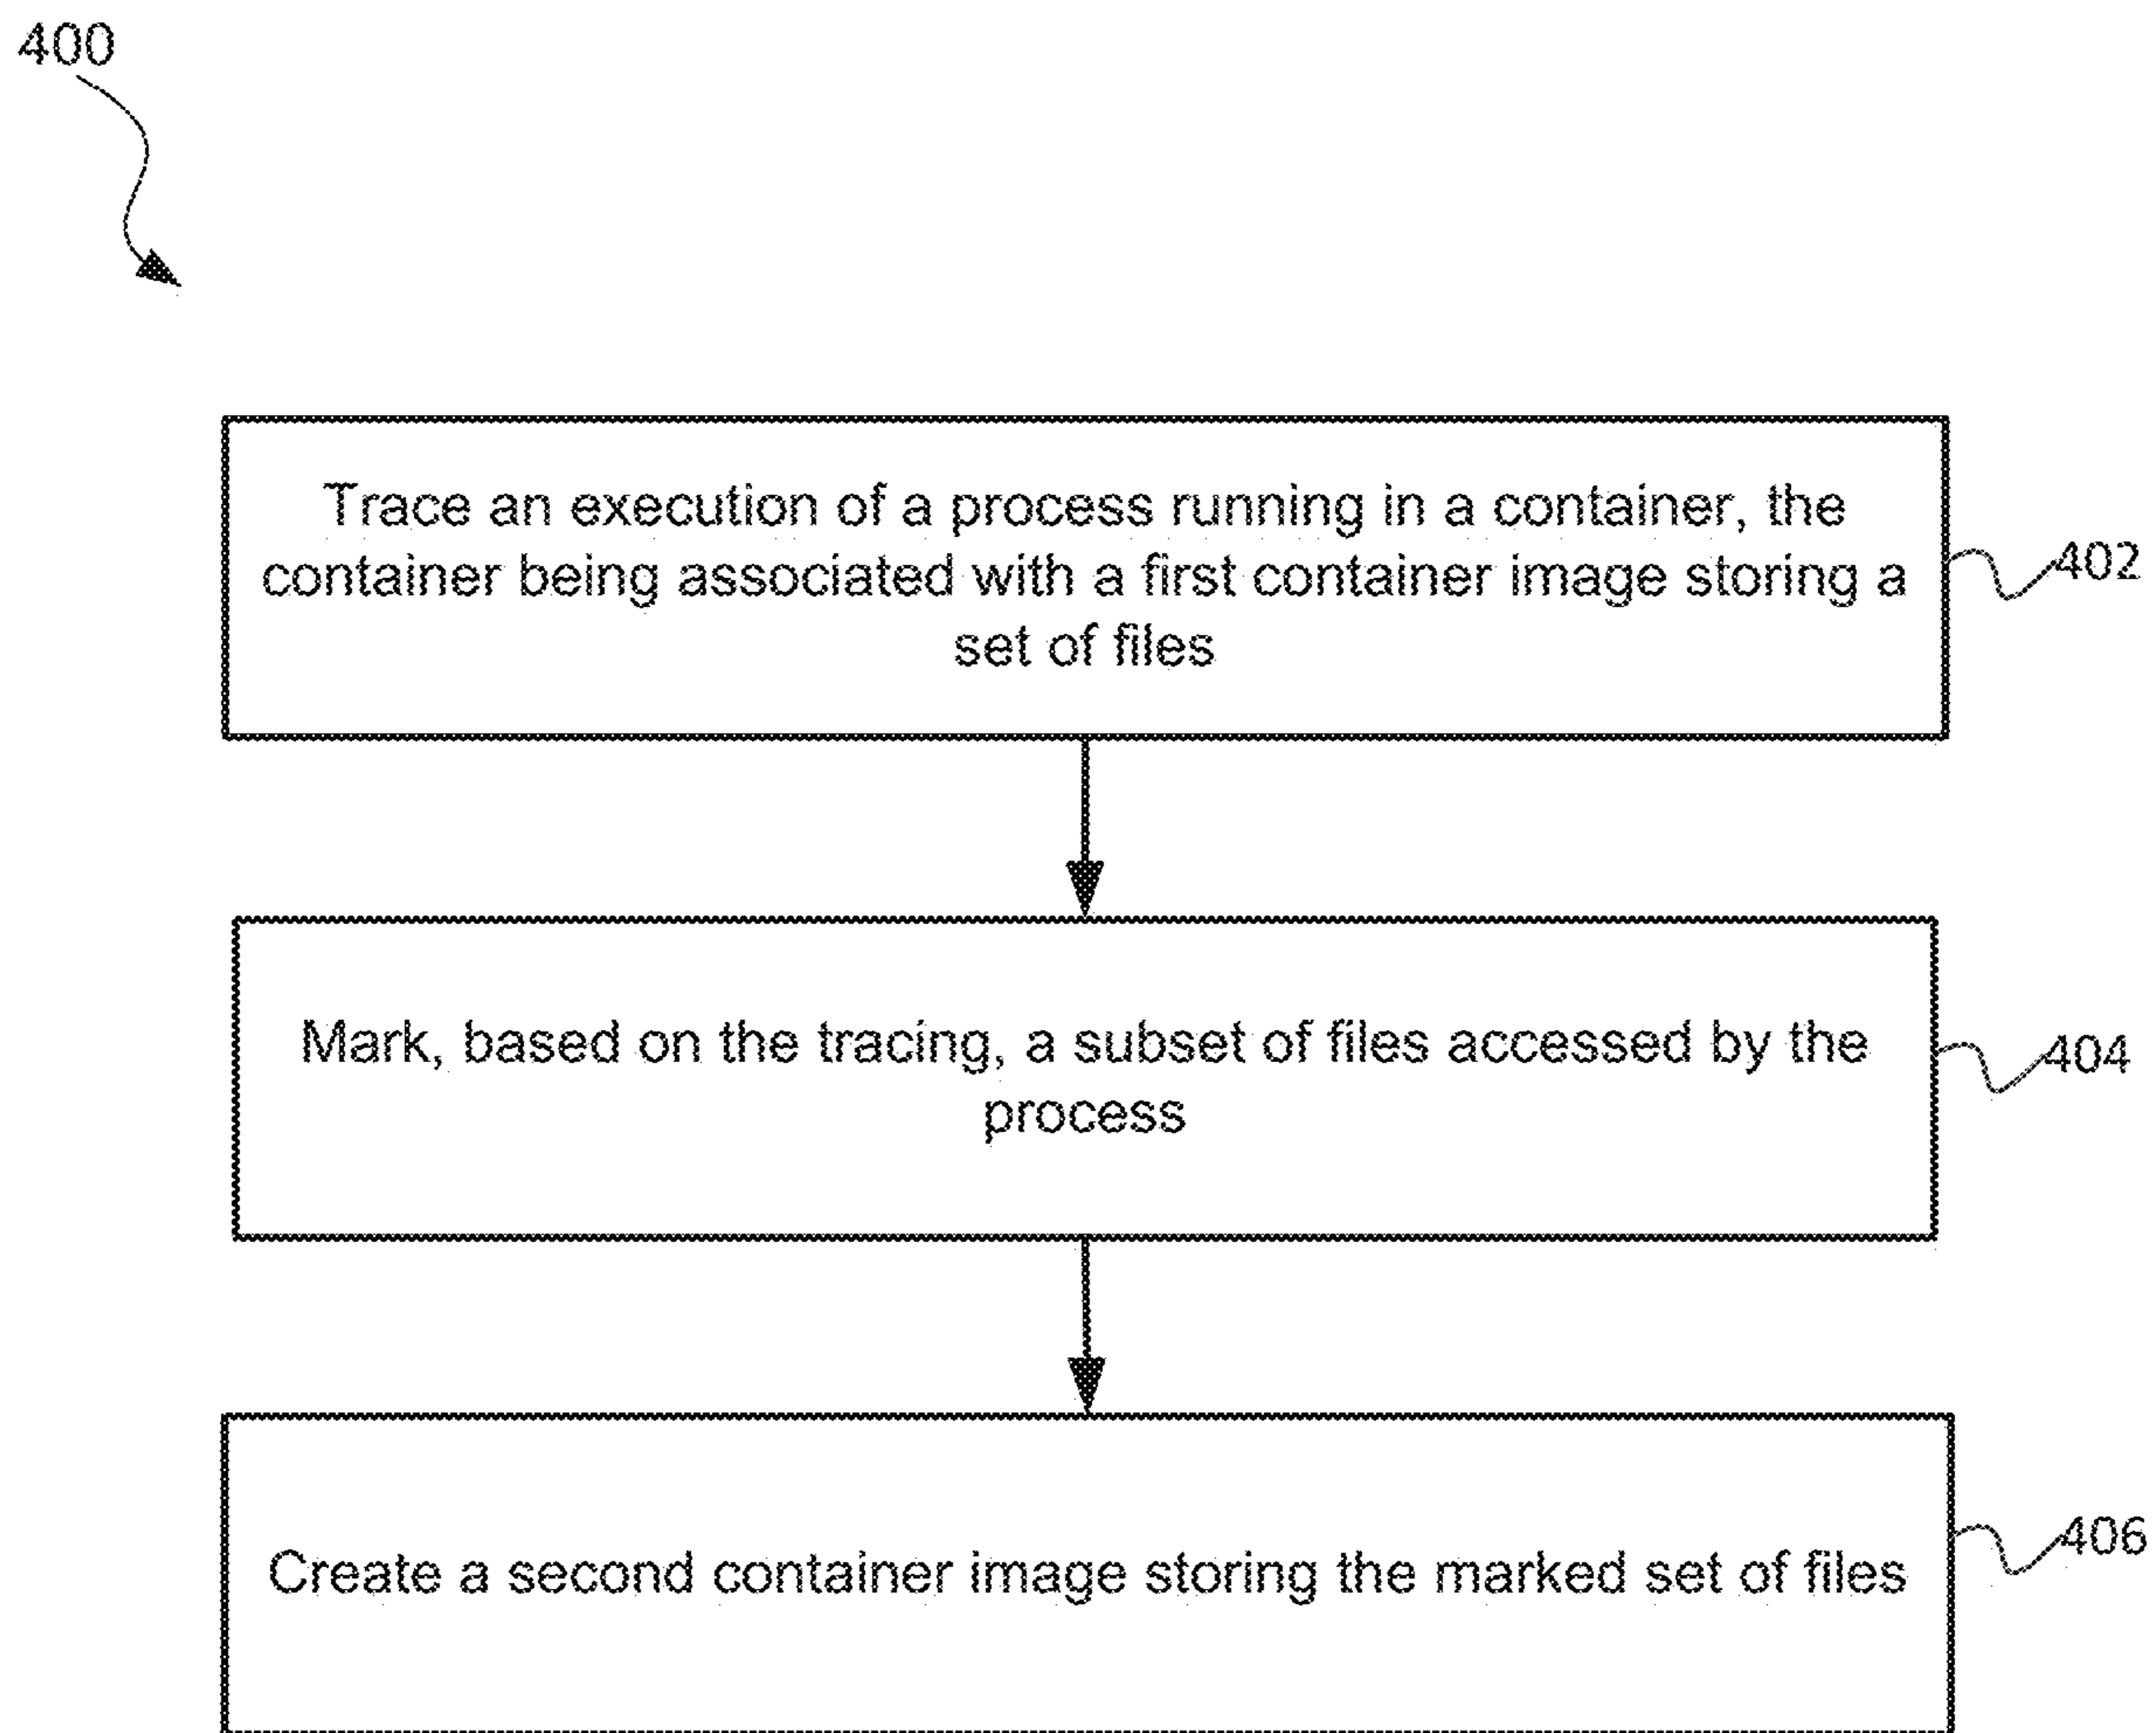 400
Trace an execution of a process running in a container, the
container being associated with a first container image storing a
set of files
402
Mark, based on the tracing, a subset of files accessed by the
process
404
Create a second container image storing the marked set of files
406